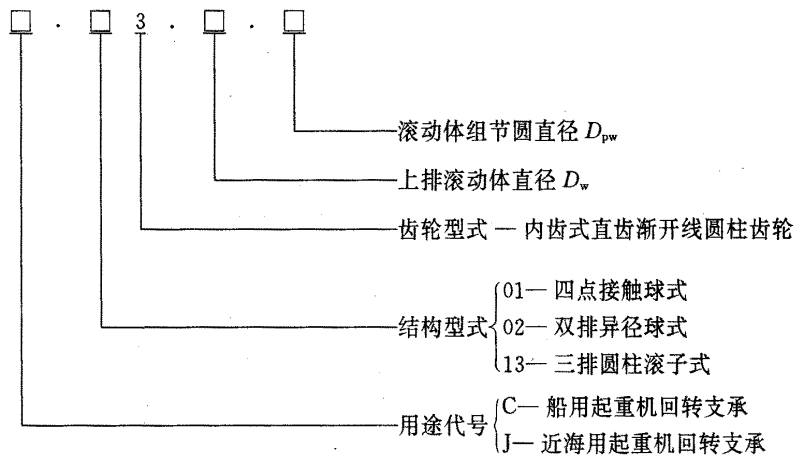 □ · □ 3 · □ · □
滚动体组节圆直径 Dpw
上排滚动体直径 Dw
齿轮型式 — 内齿式直齿渐开线圆柱齿轮
01— 四点接触球式
结构型式 02— 双排异径球式
13— 三排圆柱滚子式
C— 船用起重机回转支承
用途代号
J— 近海用起重机回转支承